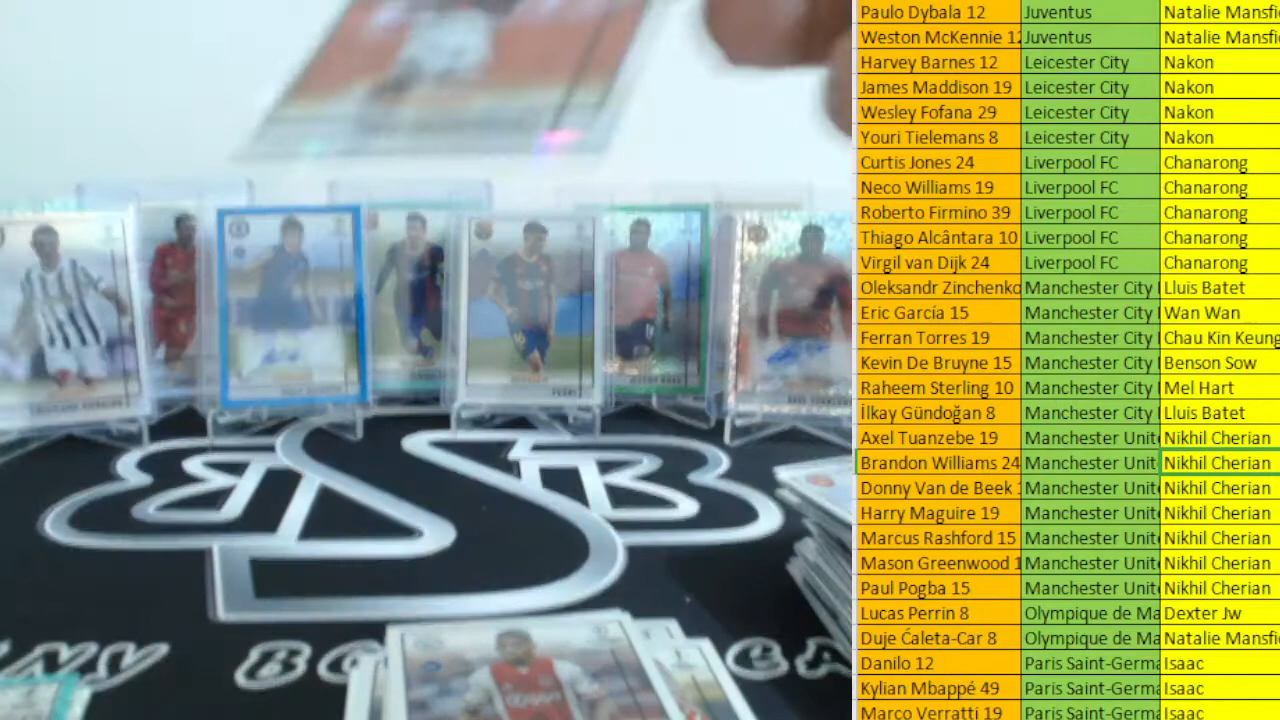 Paulo Dybala 12 Juventus Natalie Mansfi
Weston McKennie 12 Juventus Natalie Mansfi
Harvey Barnes 12 Leicester City Nakon
James Maddison 19 Leicester City Nakon
Wesley Fofana 29 Leicester City Nakon
Youri Tielemans 8 Leicester City Nakon
Curtis Jones 24 Liverpool FC Chanarong
Neco Williams 19 Liverpool FC Chanarong
Roberto Firmino 39 Liverpool FC Chanarong
Thiago Alcântara 10 Liverpool FC Chanarong
Virgil van Dijk 24 Liverpool FC Chanarong
Oleksandr Zinchenko Manchester City Lluis Batet
Eric García 15 Manchester City Wan Wan
Ferran Torres 19 Manchester City Chau Kin Keung
Kevin De Bruyne 15 Manchester City Benson Sow
Raheem Sterling 10 Manchester City Mel Hart
İlkay Gündoğan 8 Manchester City Lluis Batet
Axel Tuanzebe 19 Manchester Unite Nikhil Cherian
Brandon Williams 24 Manchester Unit Nikhil Cherian
Donny Van de Beek 1 Manchester Unite Nikhil Cherian
Harry Maguire 19 Manchester Unite Nikhil Cherian
Marcus Rashford 15 Manchester Unite Nikhil Cherian
Mason Greenwood 1 Manchester Unite Nikhil Cherian
Paul Pogba 15 Manchester Unite Nikhil Cherian
Lucas Perrin 8 Olympique de Ma Dexter Jw
Duje Ćaleta-Car 8 Olympique de Ma Natalie Mansfi
Danilo 12 Paris Saint-Germa Isaac
Kylian Mbappé 49 Paris Saint-Germa Isaac
Marco Verratti 19 Paris Saint-Germa Isaac